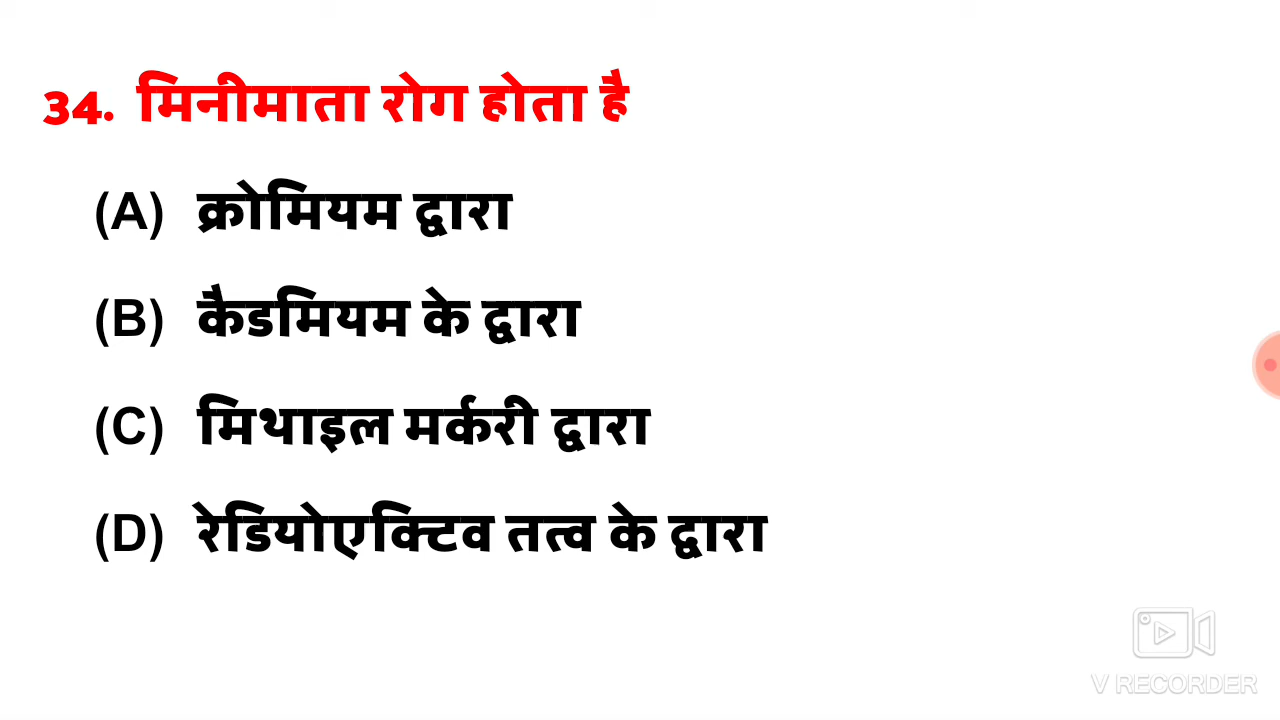 34. मिनीमाता रोग होता है
(A) क्रोमियम द्वारा
(B) कैडमियम के द्वारा
(C) मिथाइल मर्करी द्वारा
(D) रेडियोएक्टिव तत्व के द्वारा
V RECORDER